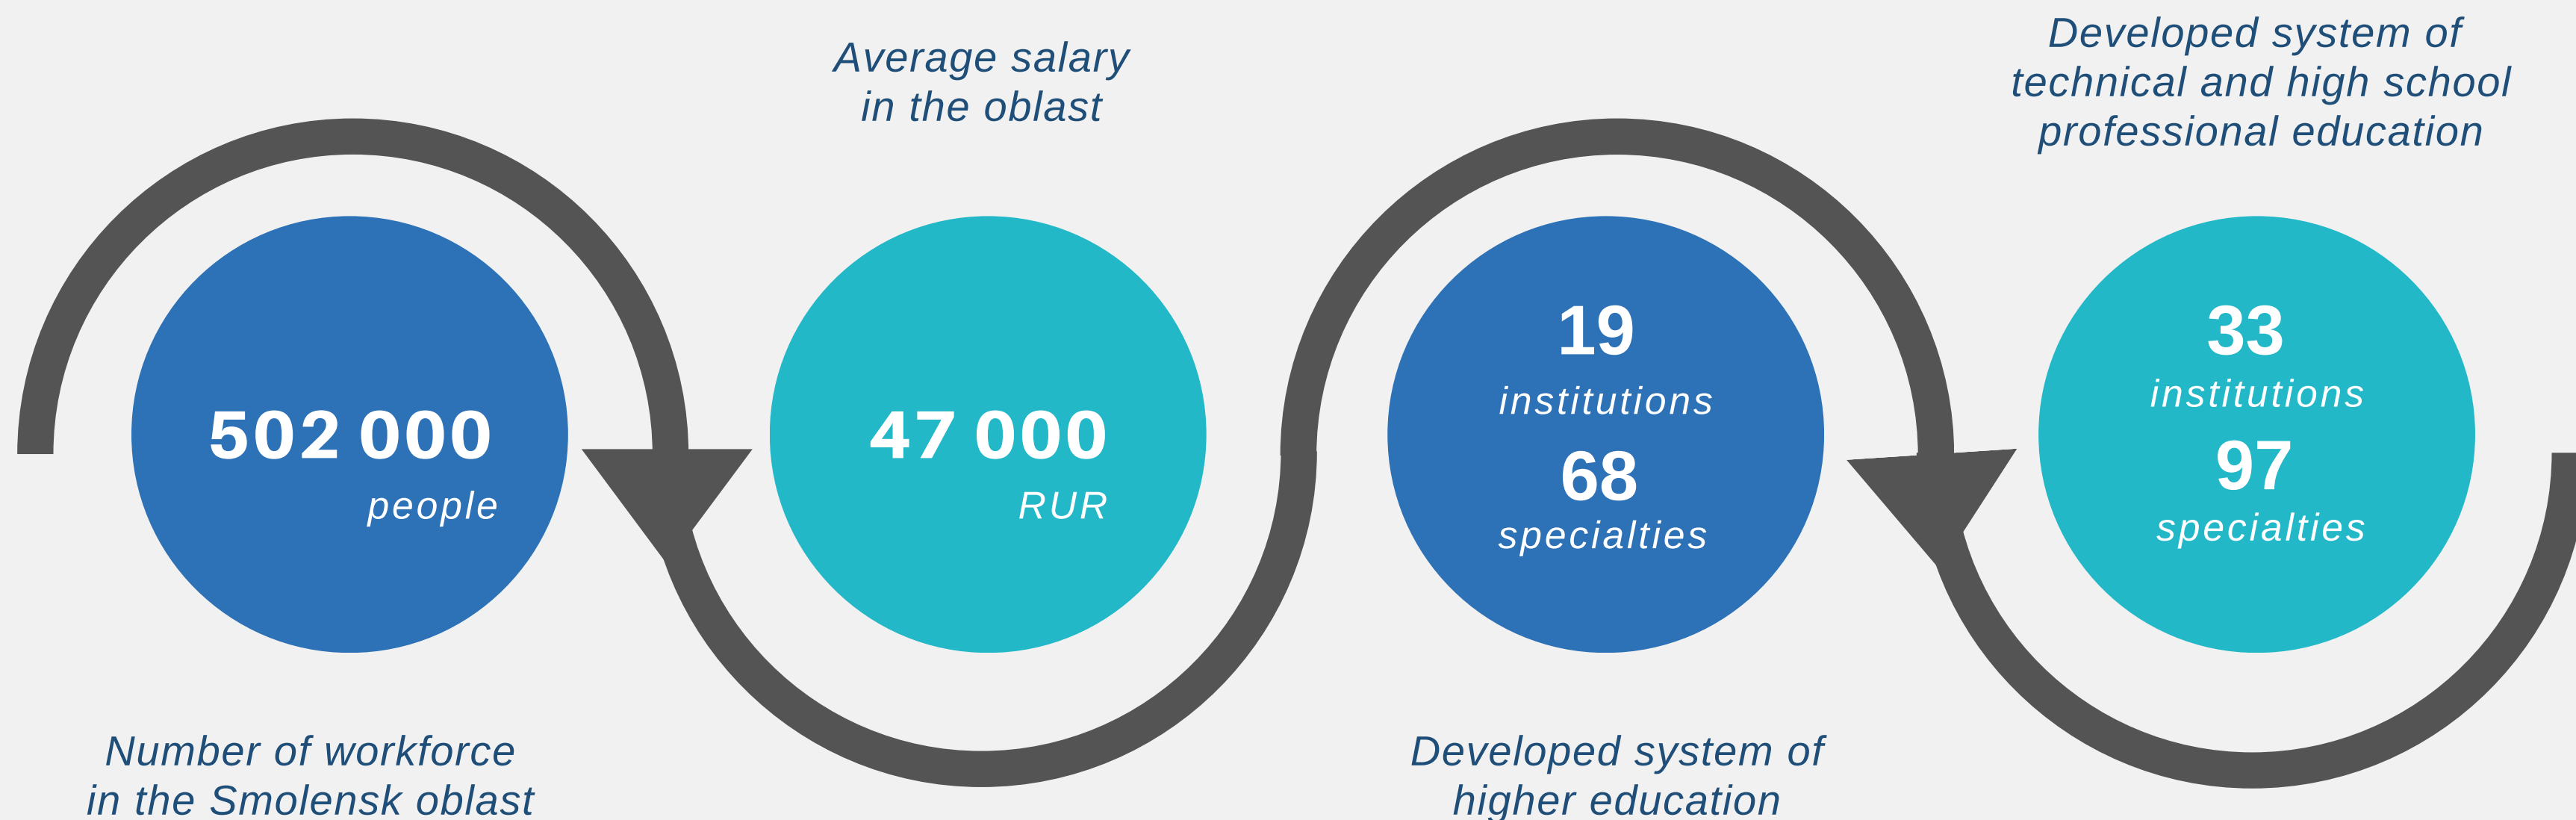 502 000
people
Number of workforce
in the Smolensk oblast
Average salary
in the oblast
47 000
RUR
19
institutions
68
specialties
Developed system of
higher education
Developed system of
technical and high school
professional education
33
institutions
97
specialties